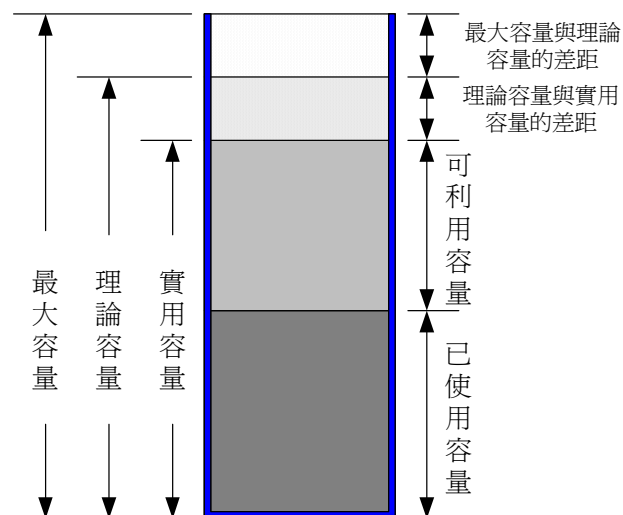 最大容量與理論
容量的差距
理論容量與實用
容量的差距
可利用容量
已使用容量
最大容量
理論容量
實用容量